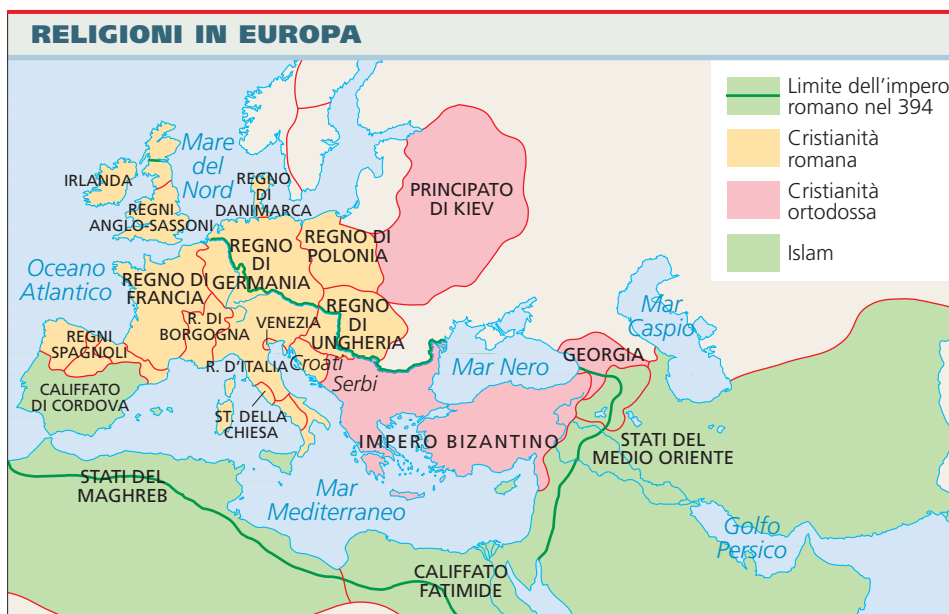 RELIGIONI IN EUROPA
Limite dell'impero
romano nel 394
Cristianità
romana
Cristianità
ortodossa
Islam
Mare
del
Nord
IRLANDA
REGNO
DI
DANIMARCA
REGNI
ANGLO-SASSONI
PRINCIPATO
DI KIEV
REGNO
DI
GERMANIA
REGNO DI
POLONIA
Oceano
Atlantico
REGNO DI
FRANCIA
R. DI
BORGOGNA
VENEZIA
REGNO
DI
UNGHERIA
Mar
Caspio
REGNI
SPAGNOLI
R. D'ITALIA
Croati
Serbi
Mar Nero
GEORGIA
CALIFFATO
DI CORDOVA
ST. DELLA
CHIESA
IMPERO BIZANTINO
STATI DEL
MEDIO ORIENTE
STATI DEL
MAGHREB
Mar
Mediterraneo
Golfo
Persico
CALIFFATO
FATIMIDE